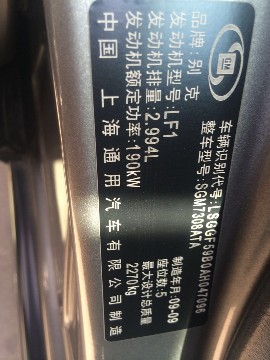 GM
品牌:别克
发动机型号:LF1
发动机排量:2.994L
发动机额定功率:190KW
中国 上海通用汽车有限公司制造
车辆识别代号:LSGGF59B0AH047096
整车型号:SGM7308ATA
制造年月:09-09
座位数:5
最大设计总质量
2270kg